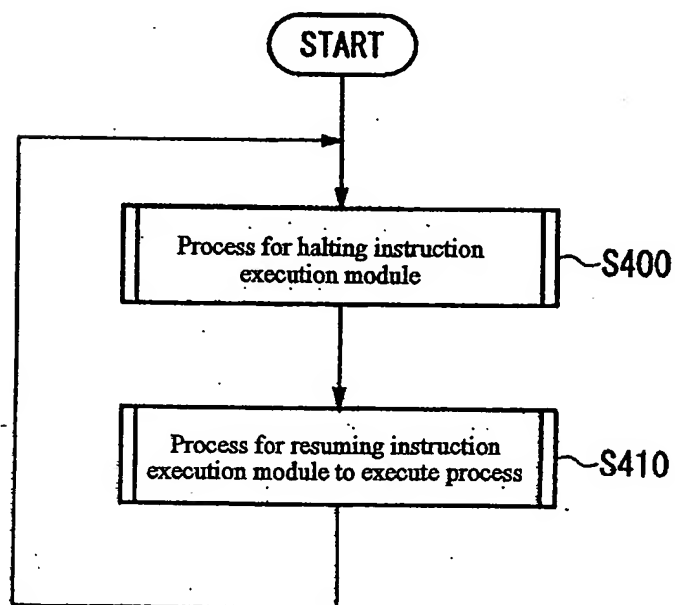 START
Process for halting instruction
execution module
S400
Process for resuming instruction
execution module to execute process
S410